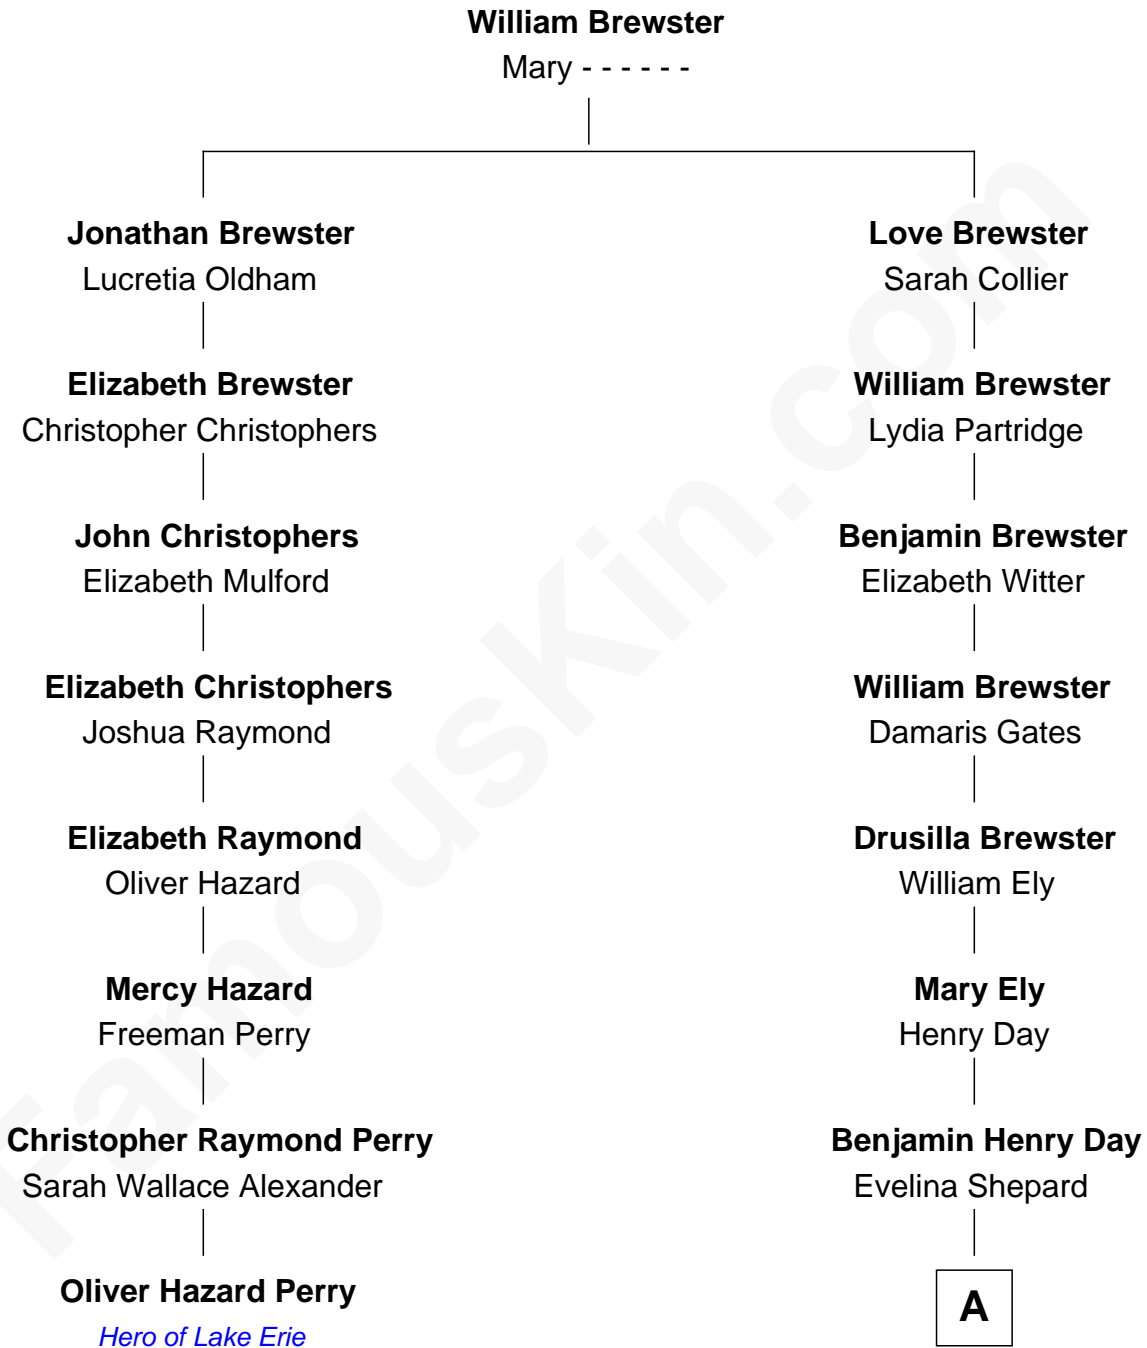 William Brewster
Mary - - - - - -
Jonathan Brewster
Lucretia Oldham
Love Brewster
Sarah Collier
Elizabeth Brewster
Christopher Christophers
William Brewster
Lydia Partridge
John Christophers
Elizabeth Mulford
Benjamin Brewster
Elizabeth Witter
Elizabeth Christophers
Joshua Raymond
William Brewster
Damaris Gates
Elizabeth Raymond
Oliver Hazard
Drusilla Brewster
William Ely
Mercy Hazard
Freeman Perry
Mary Ely
Henry Day
Christopher Raymond Perry
Sarah Wallace Alexander
Benjamin Henry Day
Evelina Shepard
Oliver Hazard Perry
Hero of Lake Erie
A
FamousKin.com